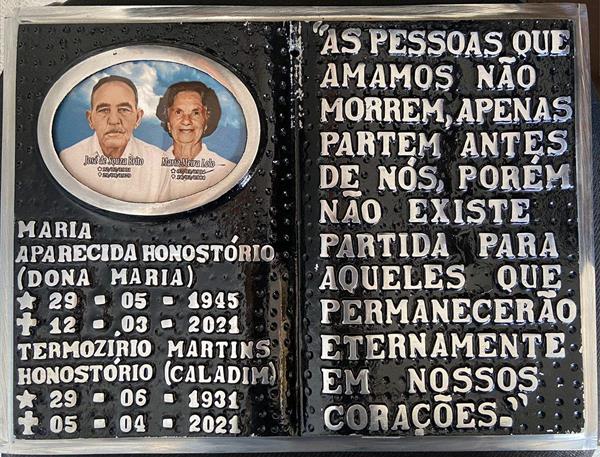 José de Souza Brito
Maria Meira Lolo
MARIA
APARECIDA HONOSTÓRIO
(DONA MARIA)
★ 29 - 05 - 1945
✝ 12 - 03 - 2021
TERMOZÍRIO MARTINS
HONOSTÓRIO (CALADIM)
★ 29 - 06 - 1931
✝ 05 - 04 - 2021
"AS PESSOAS QUE
AMAMOS NÃO
MORREM, APENAS
PARTEM ANTES
DE NÓS, PORÉM
NÃO EXISTE
PARTIDA PARA
AQUELES QUE
PERMANECERÃO
ETERNAMENTE
EM NOSSOS
CORAÇÕES."